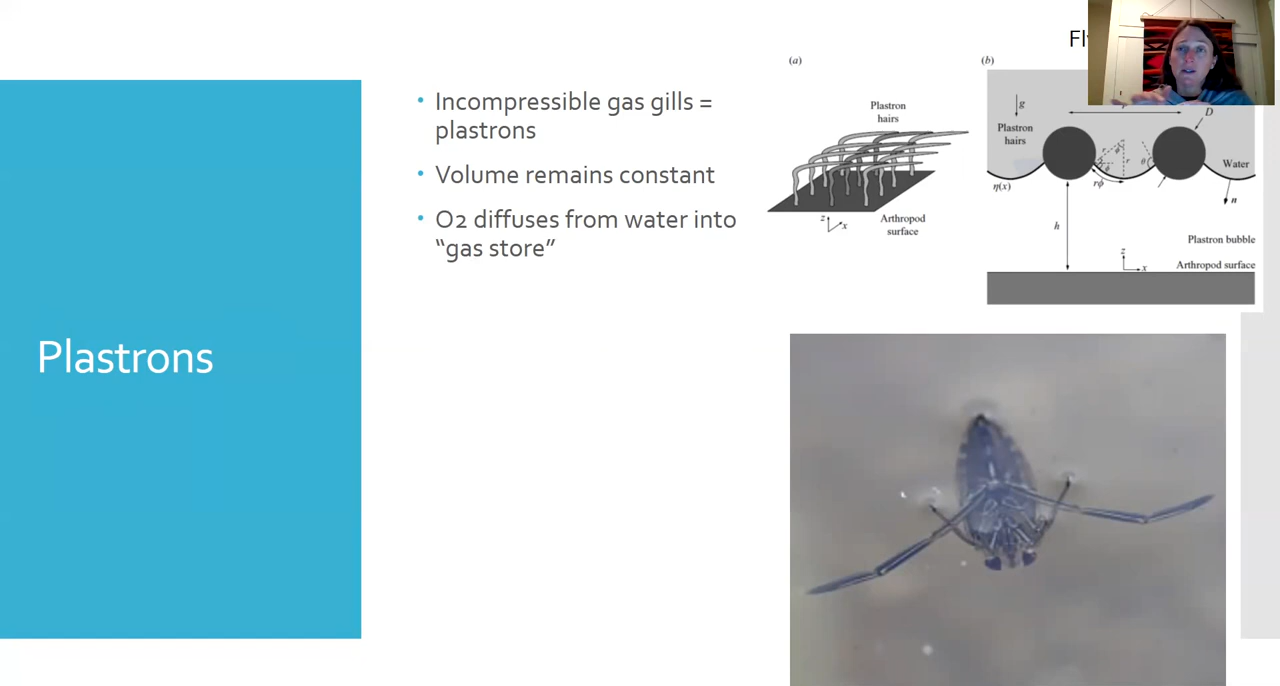 Plastrons
• Incompressible gas gills =
plastrons
• Volume remains constant
• O2 diffuses from water into
“gas store”
(a)
Plastron
hairs
z
x
Arthropod
surface
(b)
g
D
Plastron
hairs
r
ϕ
r
θ
ϕ
Water
η(x)
rϕ
n
h
Plastron bubble
z
x
Arthropod surface